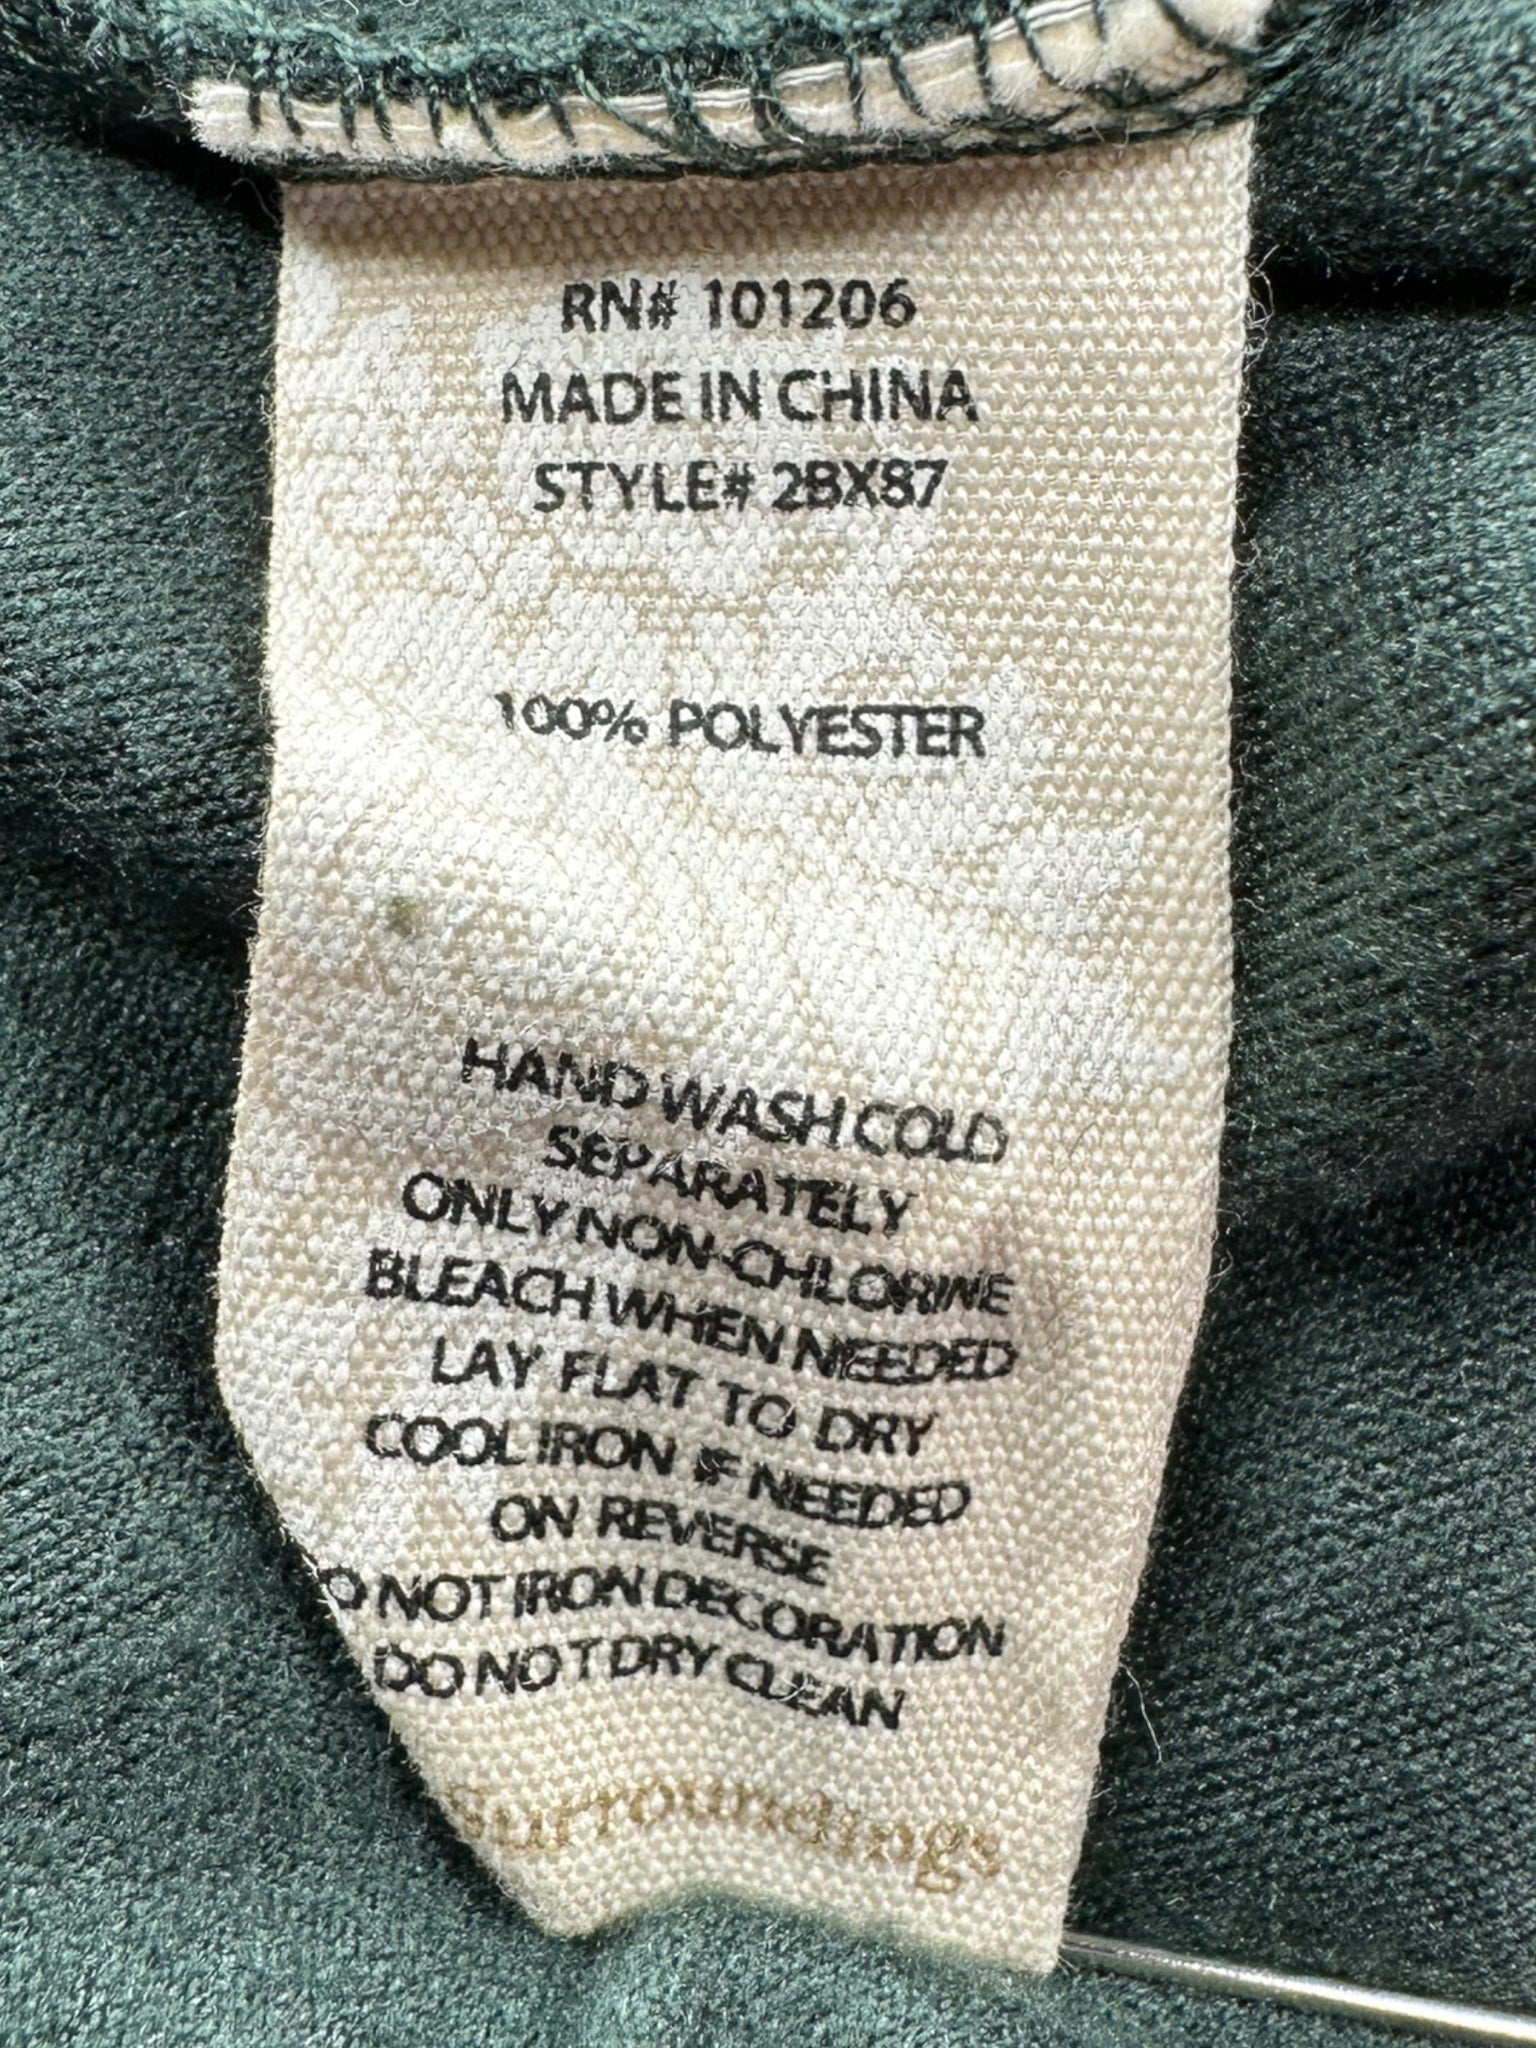 RN# 101206
MADE IN CHINA
STYLE# 2BX87
100% POLYESTER
HAND WASH COLD
SEPARATELY
ONLY NON-CHLORINE
BLEACH WHEN NEEDED
LAY FLAT TO DRY
COOL IRON IF NEEDED
ON REVERSE
DO NOT IRON DECORATION
DO NOT DRY CLEAN
Surroundings